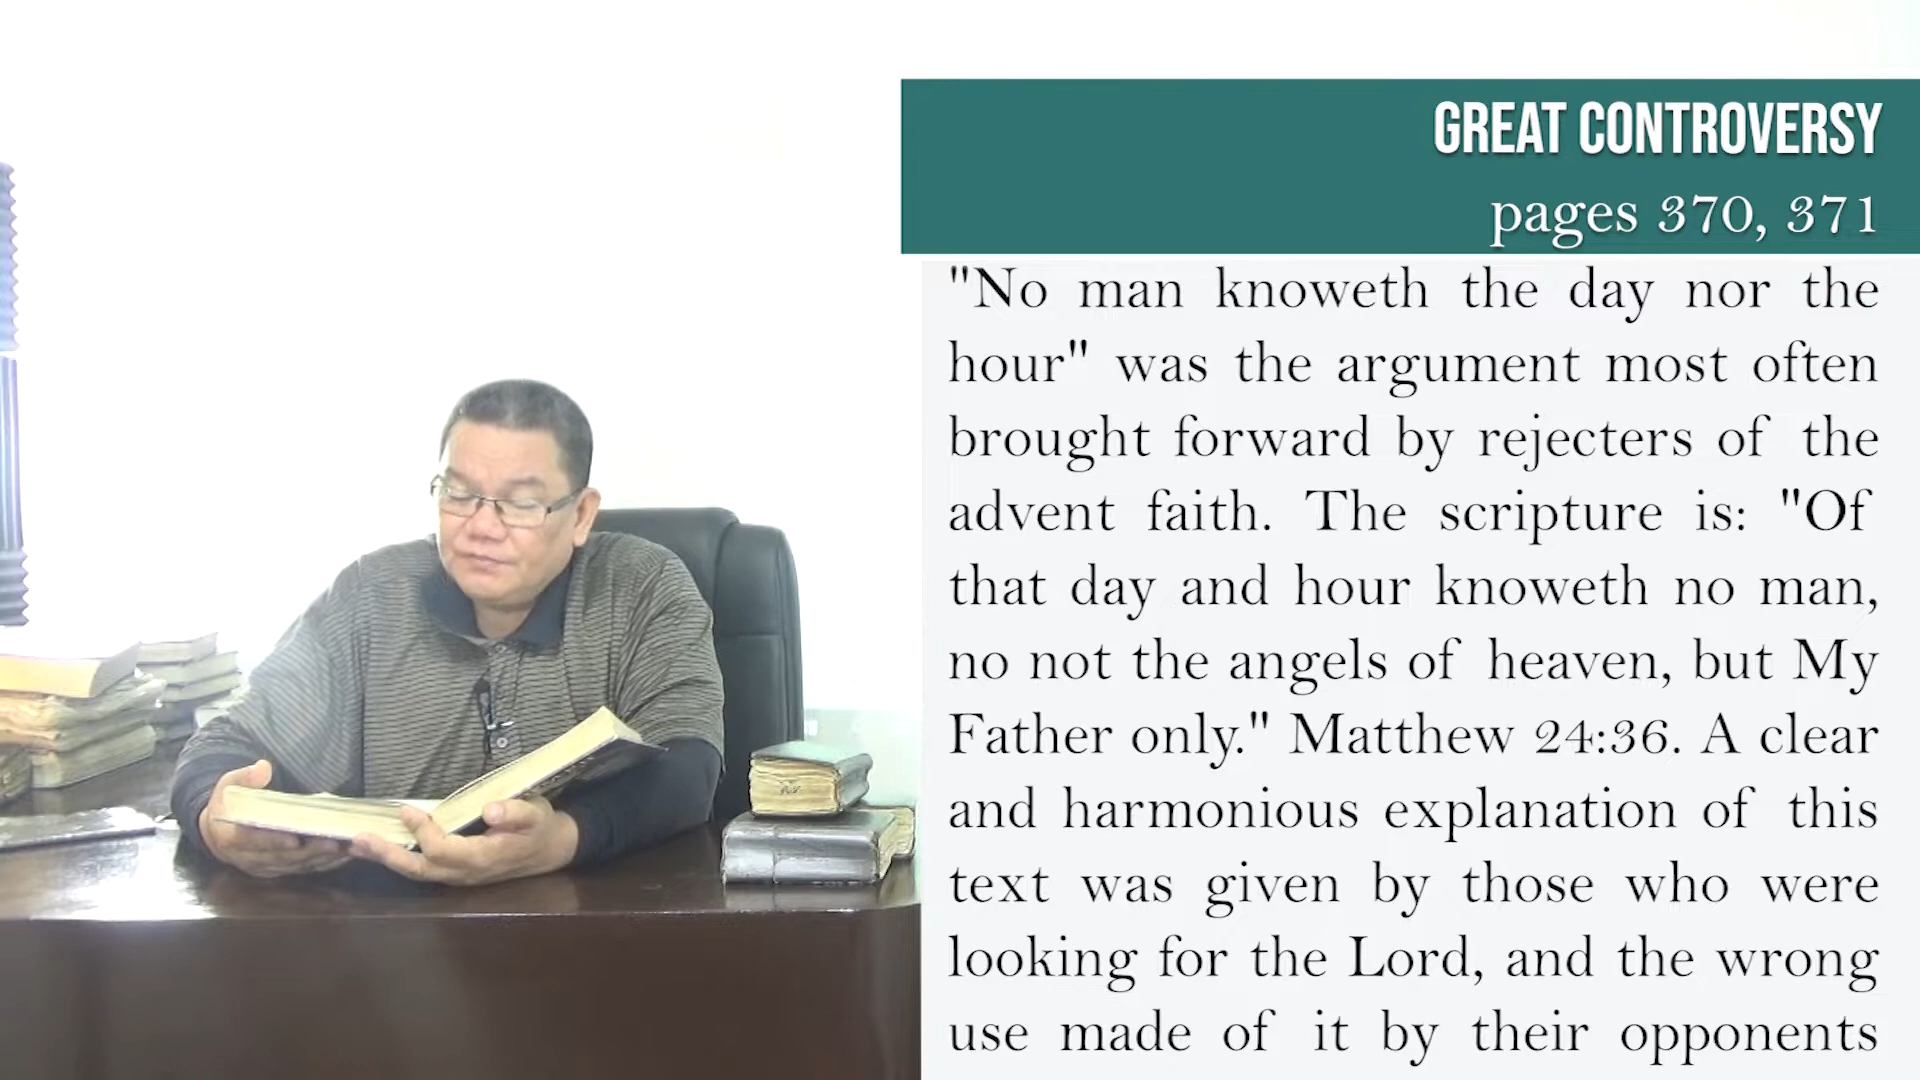 GREAT CONTROVERSY
pages 370, 371
"No man knoweth the day nor the
hour" was the argument most often
brought forward by rejecters of the
advent faith. The scripture is: "Of
that day and hour knoweth no man,
no not the angels of heaven, but My
Father only." Matthew 24:36. A clear
and harmonious explanation of this
text was given by those who were
looking for the Lord, and the wrong
use made of it by their opponents